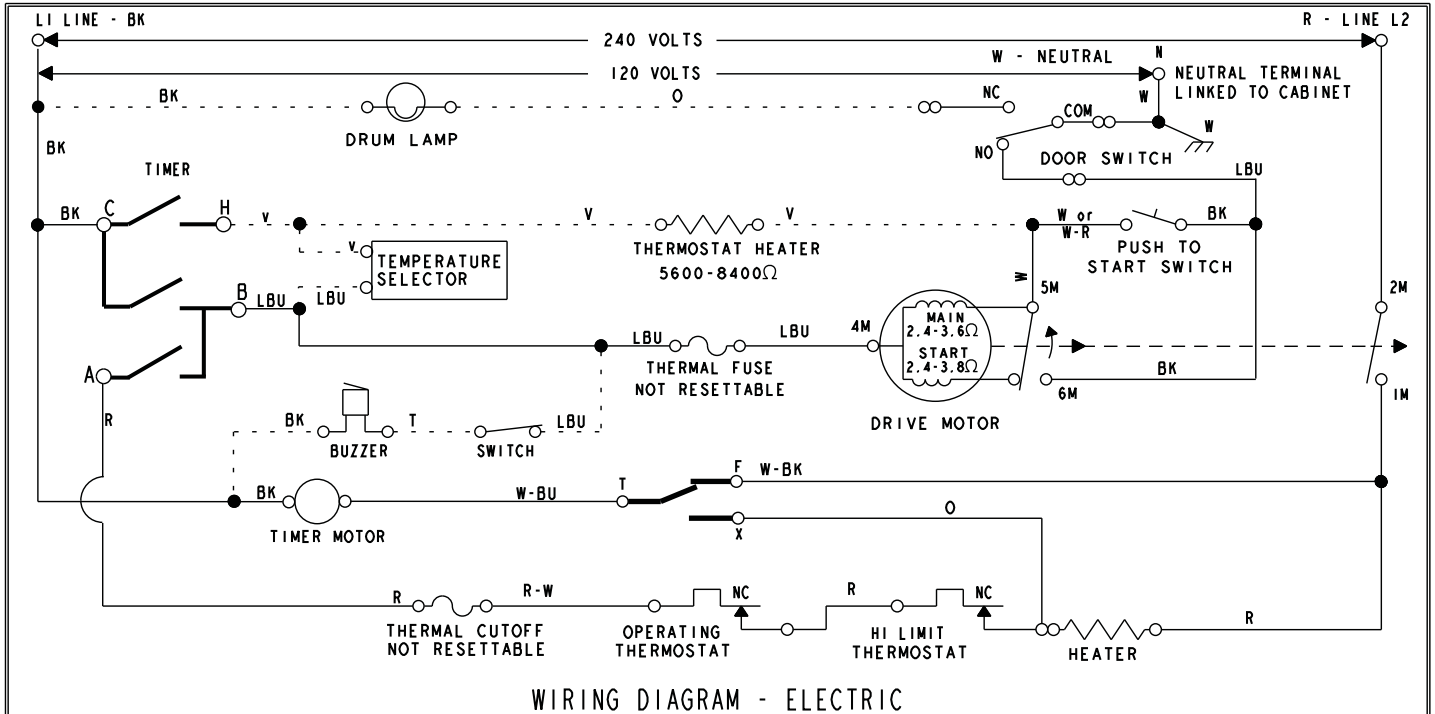 L1 LINE - BK
R - LINE L2
240 VOLTS
W - NEUTRAL
N
120 VOLTS
NEUTRAL TERMINAL
LINKED TO CABINET
BK
O
NC
W
COM
W
DRUM LAMP
NO
DOOR SWITCH
BK
TIMER
LBU
BK
C
H
V
V
V
W or
W-R
BK
THERMOSTAT HEATER
5600-8400Ω
PUSH TO
START SWITCH
V
TEMPERATURE
SELECTOR
LBU
B
LBU
W
5M
2M
MAIN
2.4-3.6Ω
START
2.4-3.8Ω
4M
LBU
LBU
THERMAL FUSE
NOT RESETTABLE
A
BK
6M
1M
DRIVE MOTOR
R
BK
T
LBU
BUZZER
SWITCH
BK
W-BU
T
F
W-BK
X
O
TIMER MOTOR
R
R-W
NC
R
NC
R
THERMAL CUTOFF
NOT RESETTABLE
OPERATING
THERMOSTAT
HI LIMIT
THERMOSTAT
HEATER
WIRING DIAGRAM - ELECTRIC